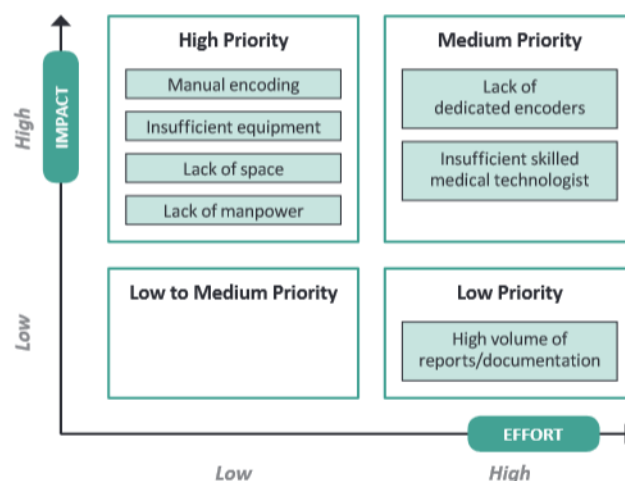 High Priority
Manual encoding
Insufficient equipment
Lack of space
Lack of manpower
Medium Priority
Lack of
dedicated encoders
Insufficient skilled
medical technologist
High
IMPACT
Low to Medium Priority
Low Priority
High volume of
reports/documentation
Low
EFFORT
Low
High